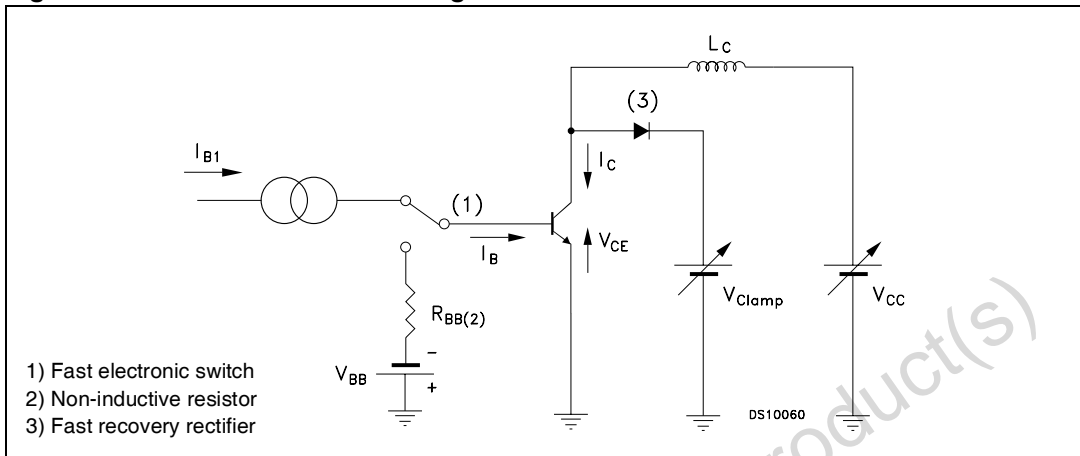 L_C
(3)
I_B1
I_C
(1)
I_B
V_CE
V_Clamp
V_CC
R_BB(2)
V_BB
−
+
1) Fast electronic switch
2) Non-inductive resistor
3) Fast recovery rectifier
DS10060
roduct(s)